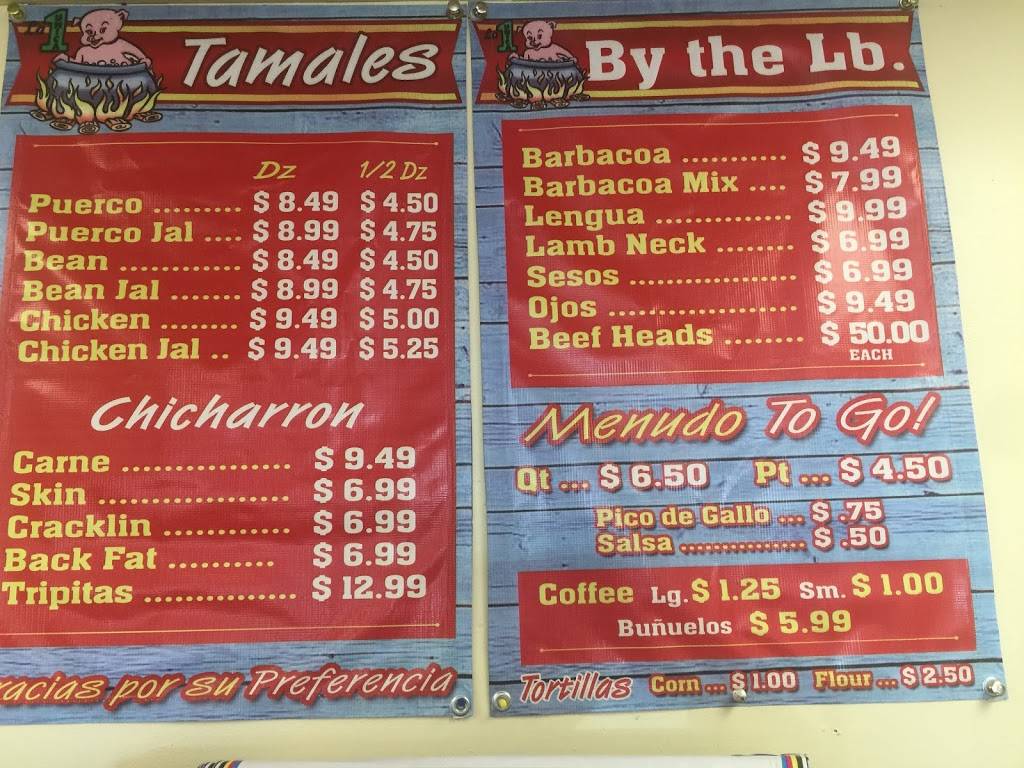 1
Tamales
Dz 1/2 Dz
Puerco ......... $ 8.49 $ 4.50
Puerco Jal .... $ 8.99 $ 4.75
Bean ............. $ 8.49 $ 4.50
Bean Jal ....... $ 8.99 $ 4.75
Chicken ........ $ 9.49 $ 5.00
Chicken Jal .. $ 9.49 $ 5.25
Chicharron
Carne ................. $ 9.49
Skin ................... $ 6.99
Cracklin ............. $ 6.99
Back Fat .......... $ 6.99
Tripitas ............... $ 12.99
racias por su Preferencia
1
By the Lb.
Barbacoa ........... $ 9.49
Barbacoa Mix .... $ 7.99
Lengua .............. $ 9.99
Lamb Neck ......... $ 6.99
Sesos ................. $ 6.99
Ojos ................... $ 9.49
Beef Heads ........ $ 50.00
EACH
Menudo To Go!
Qt ... $ 6.50 Pt ... $ 4.50
Pico de Gallo ... $ .75
Salsa ............... $ .50
Coffee Lg. $ 1.25 Sm. $ 1.00
Buñuelos $ 5.99
Tortillas Corn ... $ 1.00 Flour ... $ 2.50